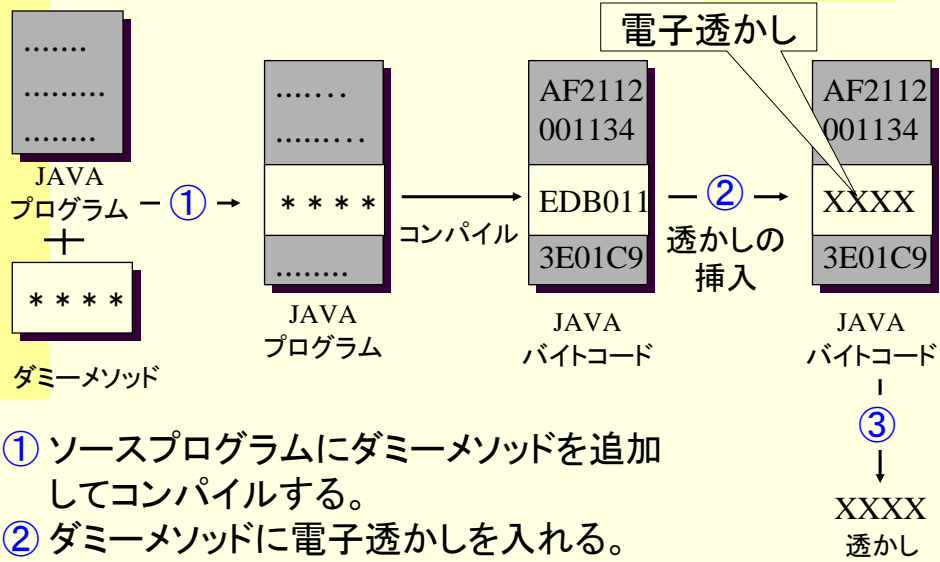 .......
.........
........
JAVA
プログラム
＋
＊＊＊＊
ダミーメソッド
①
.......
........
＊＊＊＊
........
JAVA
プログラム
コンパイル
AF2112
001134
EDB011
3E01C9
JAVA
バイトコード
②
透かしの
挿入
電子透かし
AF2112
001134
XXXX
3E01C9
JAVA
バイトコード
③
XXXX
透かし
① ソースプログラムにダミーメソッドを追加
してコンパイルする。
② ダミーメソッドに電子透かしを入れる。